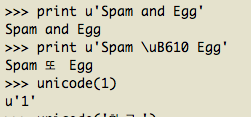 >>> print u'Spam and Egg'
Spam and Egg
>>> print u'Spam \uB610 Egg'
Spam 또 Egg
>>> unicode(1)
u'1'